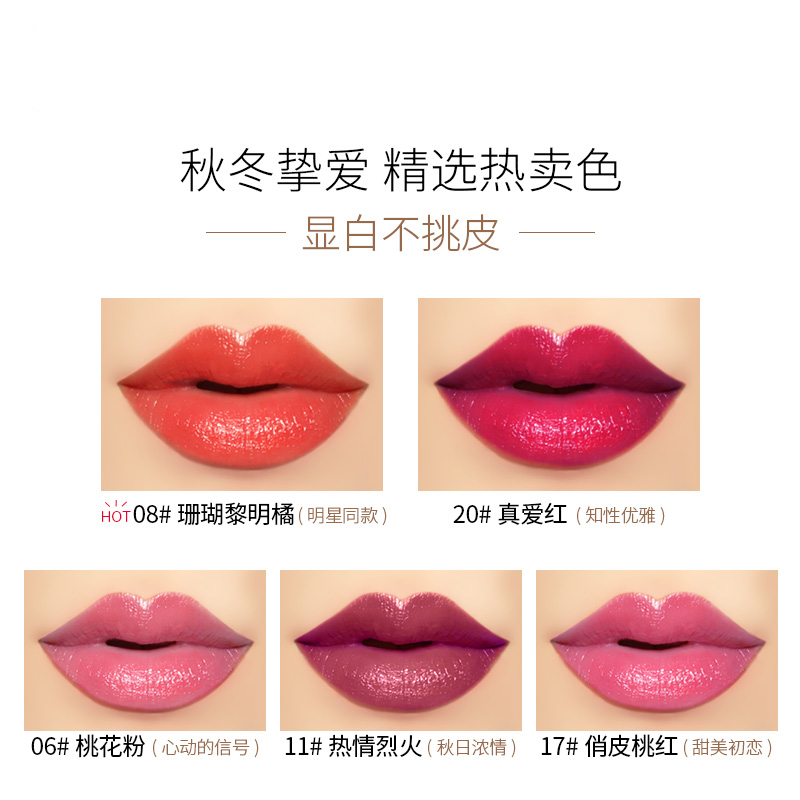 秋冬挚爱 精选热卖色
显白不挑皮
HOT 08# 珊瑚黎明橘(明星同款)
20# 真爱红 (知性优雅)
06# 桃花粉 (心动的信号)
11# 热情烈火 (秋日浓情)
17# 俏皮桃红 (甜美初恋)